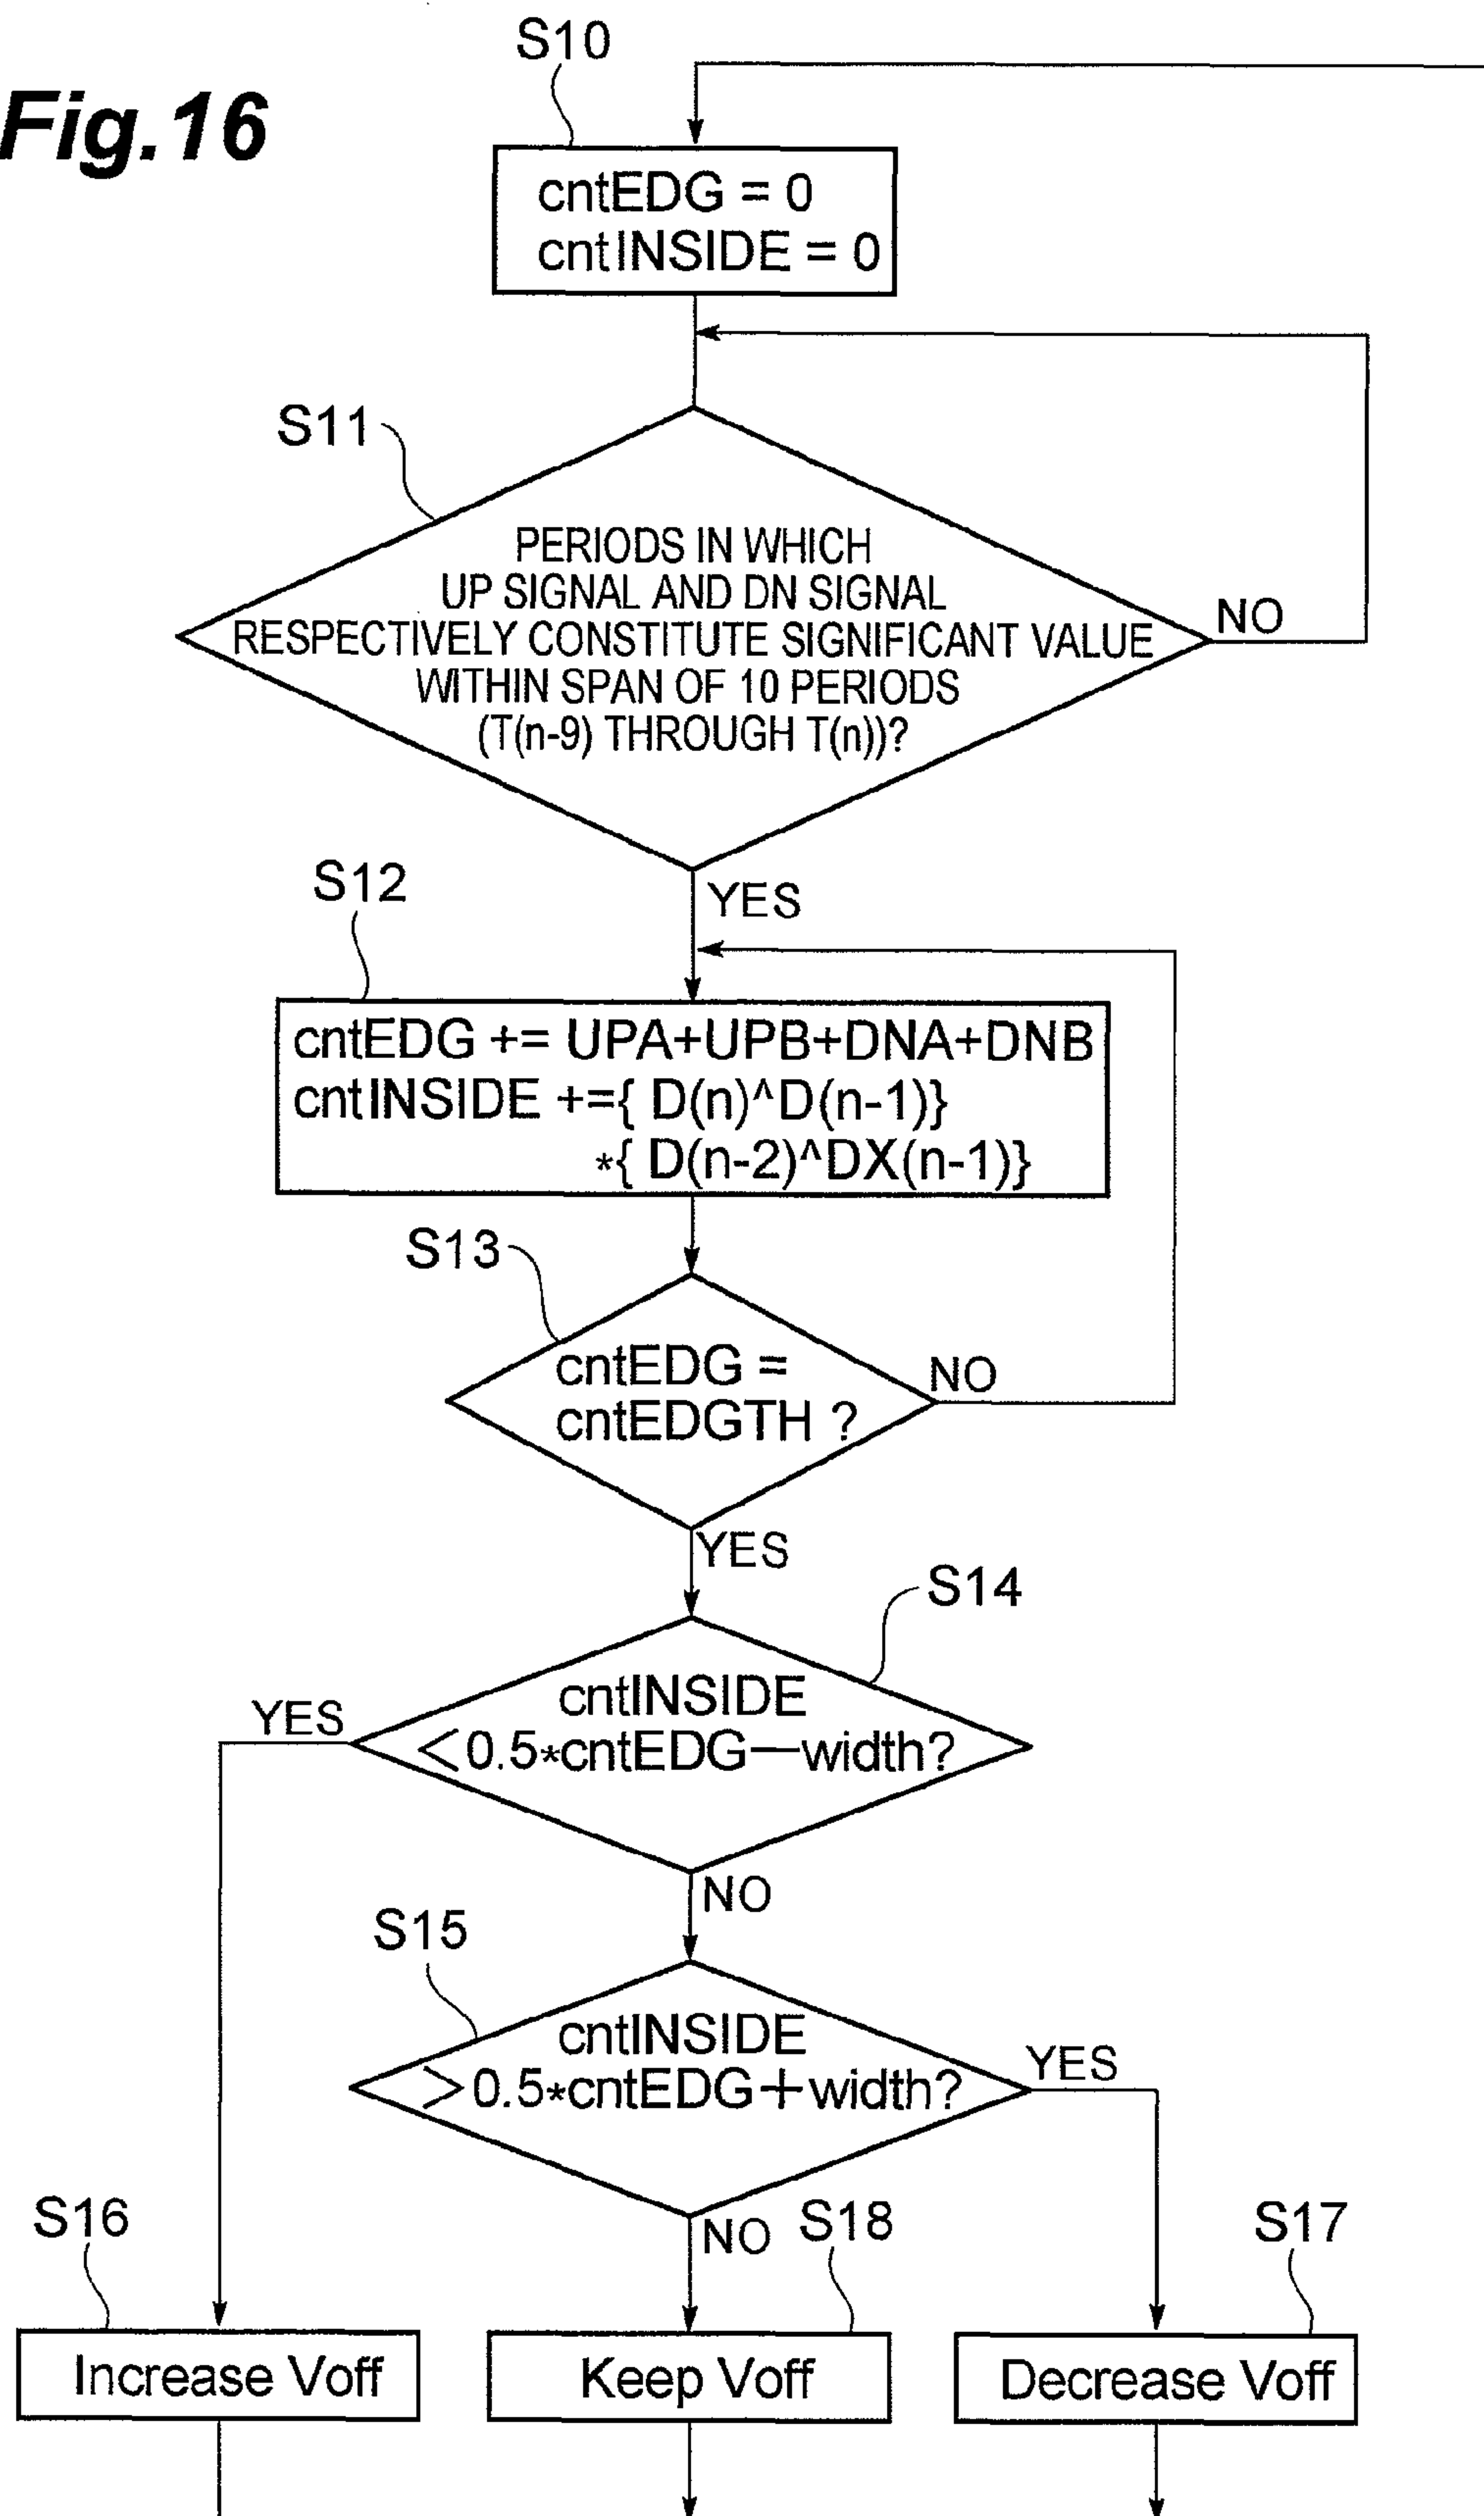 Fig.16
S10
cntEDG = 0
cntINSIDE = 0
S11
PERIODS IN WHICH
UP SIGNAL AND DN SIGNAL
RESPECTIVELY CONSTITUTE SIGNIFICANT VALUE
WITHIN SPAN OF 10 PERIODS
(T(n-9) THROUGH T(n))?
NO
YES
S12
cntEDG += UPA+UPB+DNA+DNB
cntINSIDE +={ D(n)^D(n-1)}
*{ D(n-2)^DX(n-1)}
S13
cntEDG =
cntEDGTH ?
NO
YES
S14
cntINSIDE
<0.5*cntEDG—width?
YES
NO
S15
cntINSIDE
>0.5*cntEDG+width?
YES
NO
S16
S18
S17
Increase Voff
Keep Voff
Decrease Voff